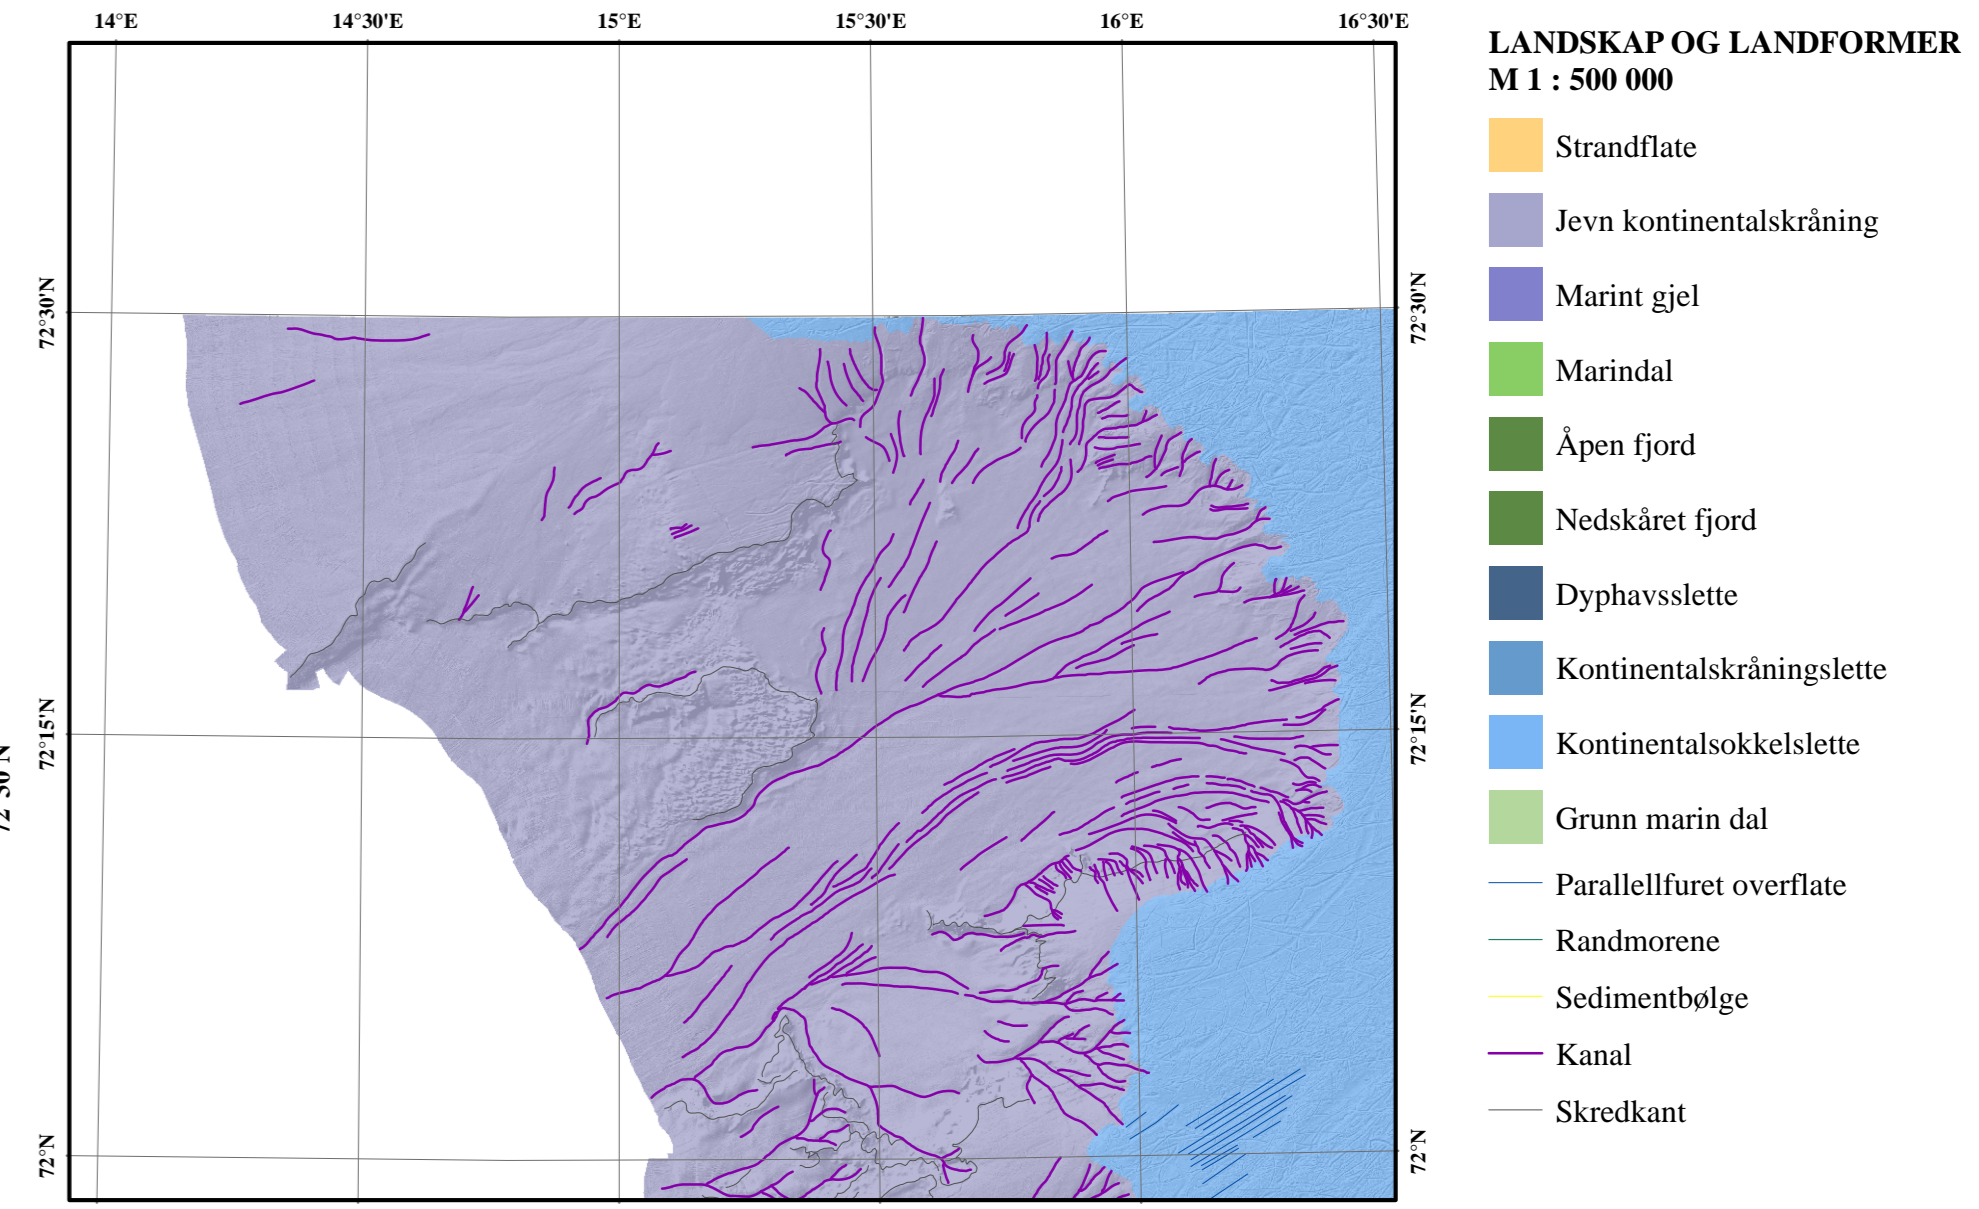 14°E 14°30'E 15°E 15°30'E 16°E 16°30'E
72°30'N 72°30'N
72°15'N 72°15'N
72°N 72°N
LANDSKAP OG LANDFORMER
M 1 : 500 000
Strandflate
Jevn kontinentalskråning
Marint gjel
Marindal
Åpen fjord
Nedskåret fjord
Dyphavsslette
Kontinentalskråningslette
Kontinentalsokkelslette
Grunn marin dal
Parallellfuret overflate
Randmorene
Sedimentbølge
Kanal
Skredkant